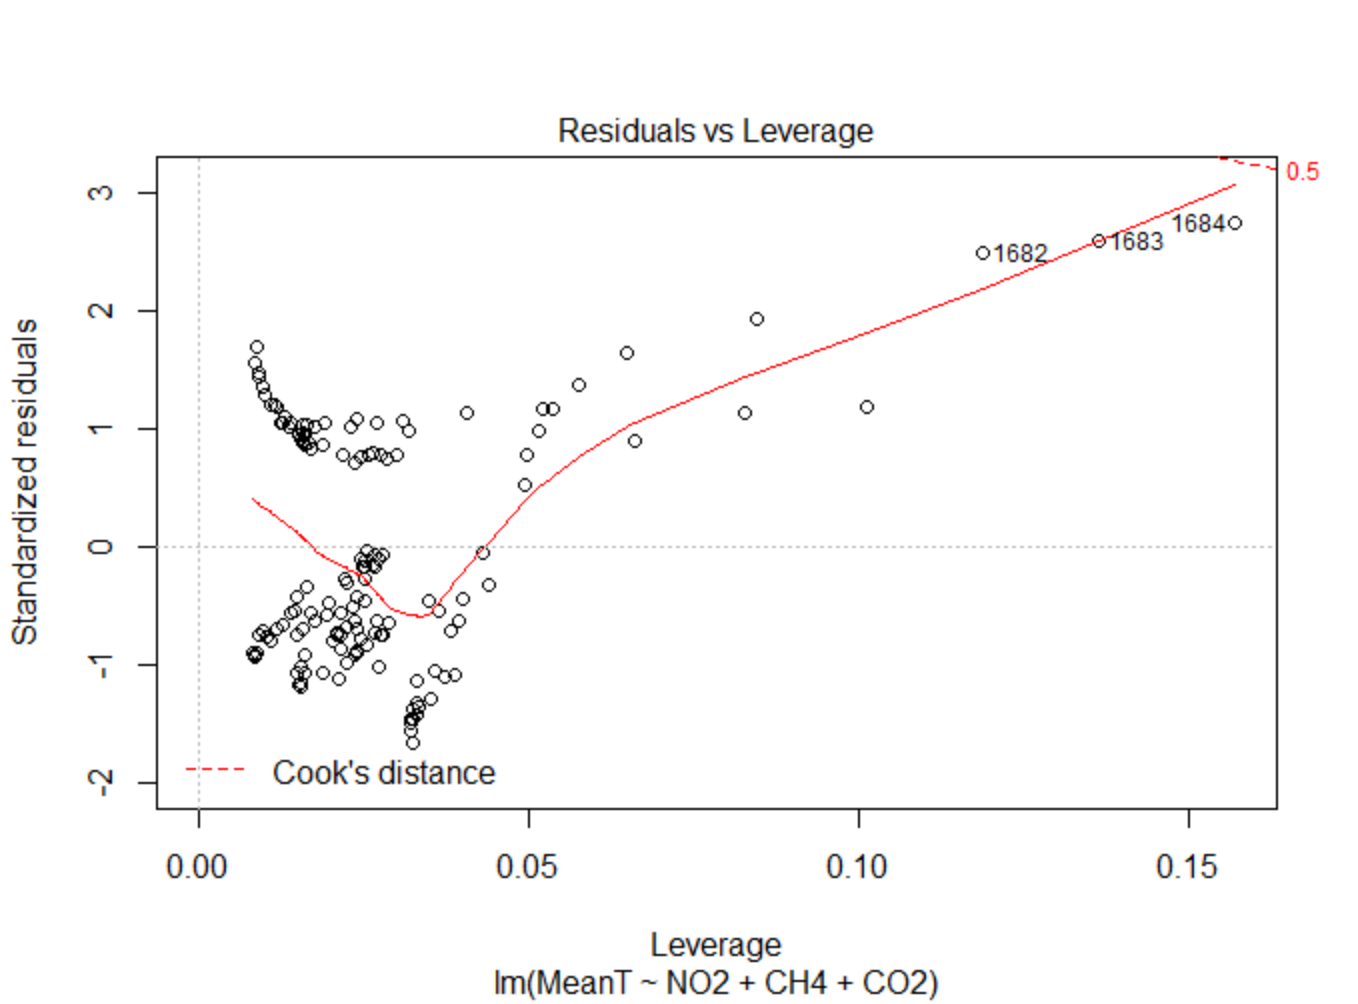 Residuals vs Leverage
Standardized residuals
3
2
1
0
-1
-2
0.5
1682
1683
1684
Cook's distance
0.00
0.05
0.10
0.15
Leverage
lm(MeanT ~ NO2 + CH4 + CO2)